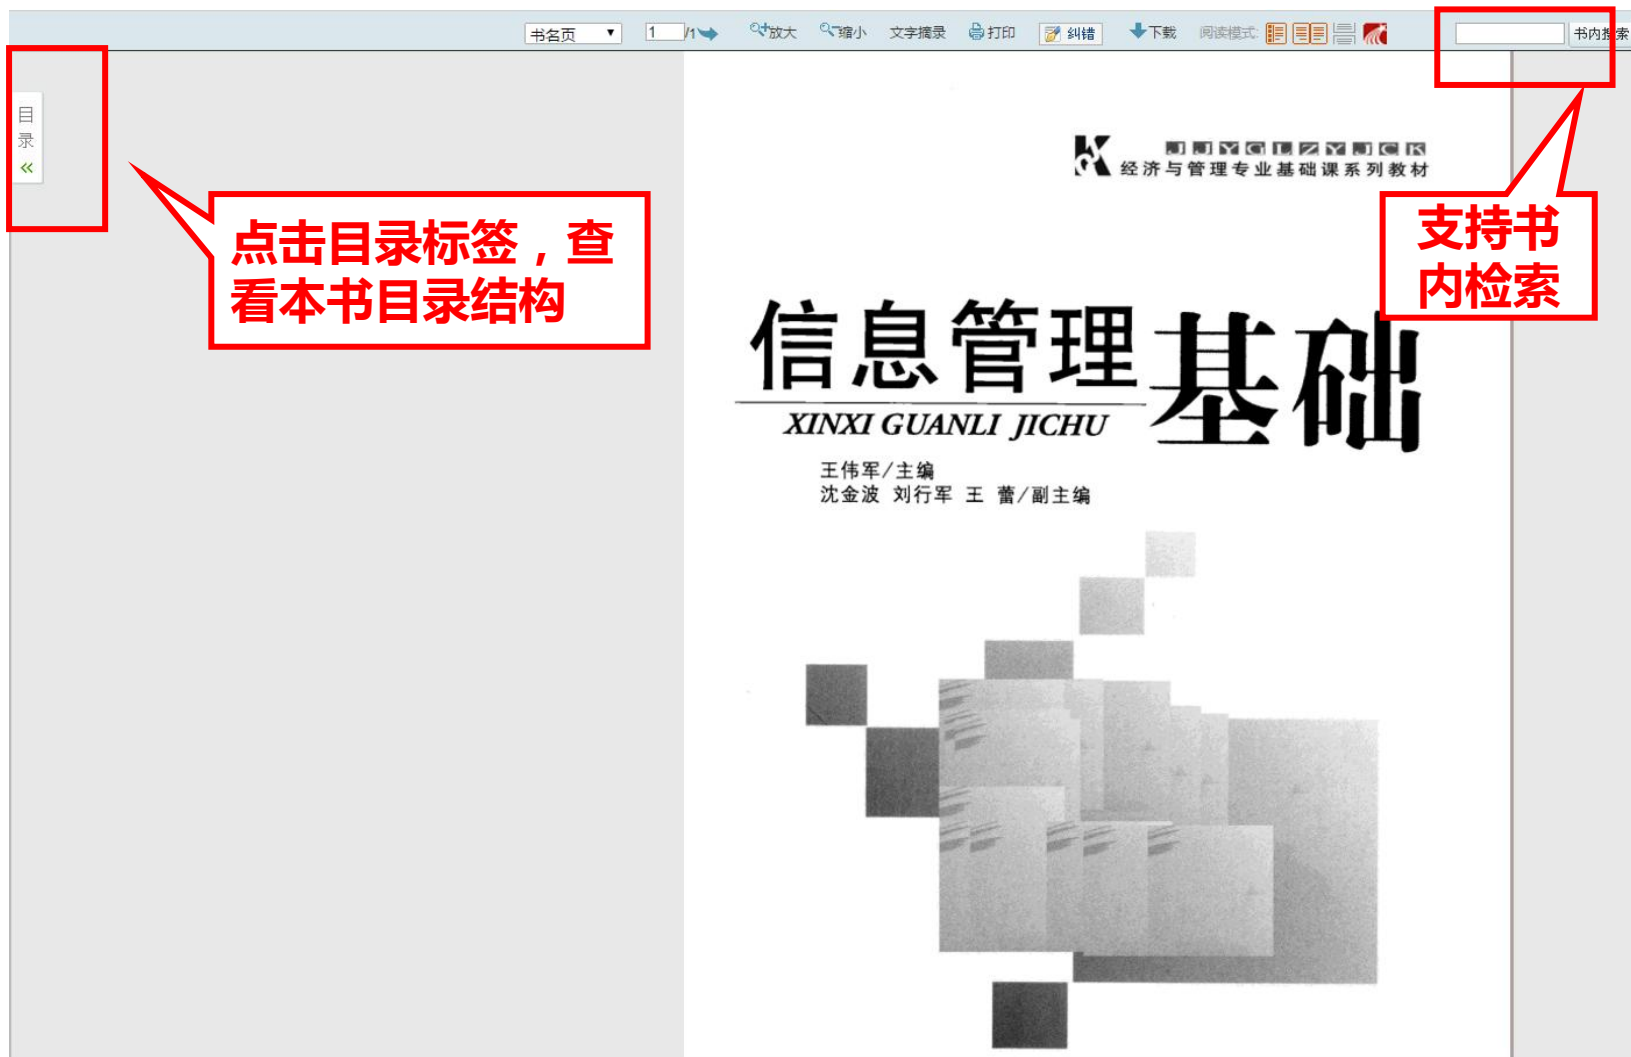 书名页 1 /1 放大 缩小 文字摘录 打印 纠错 下载 阅读模式: 书内搜索
目
录
点击目录标签，查
看本书目录结构
JJYGLZYJCK
经济与管理专业基础课系列教材
支持书
内检索
信息管理基础
XINXI GUANLI JICHU
王伟军/主编
沈金波 刘行军 王 蕾/副主编